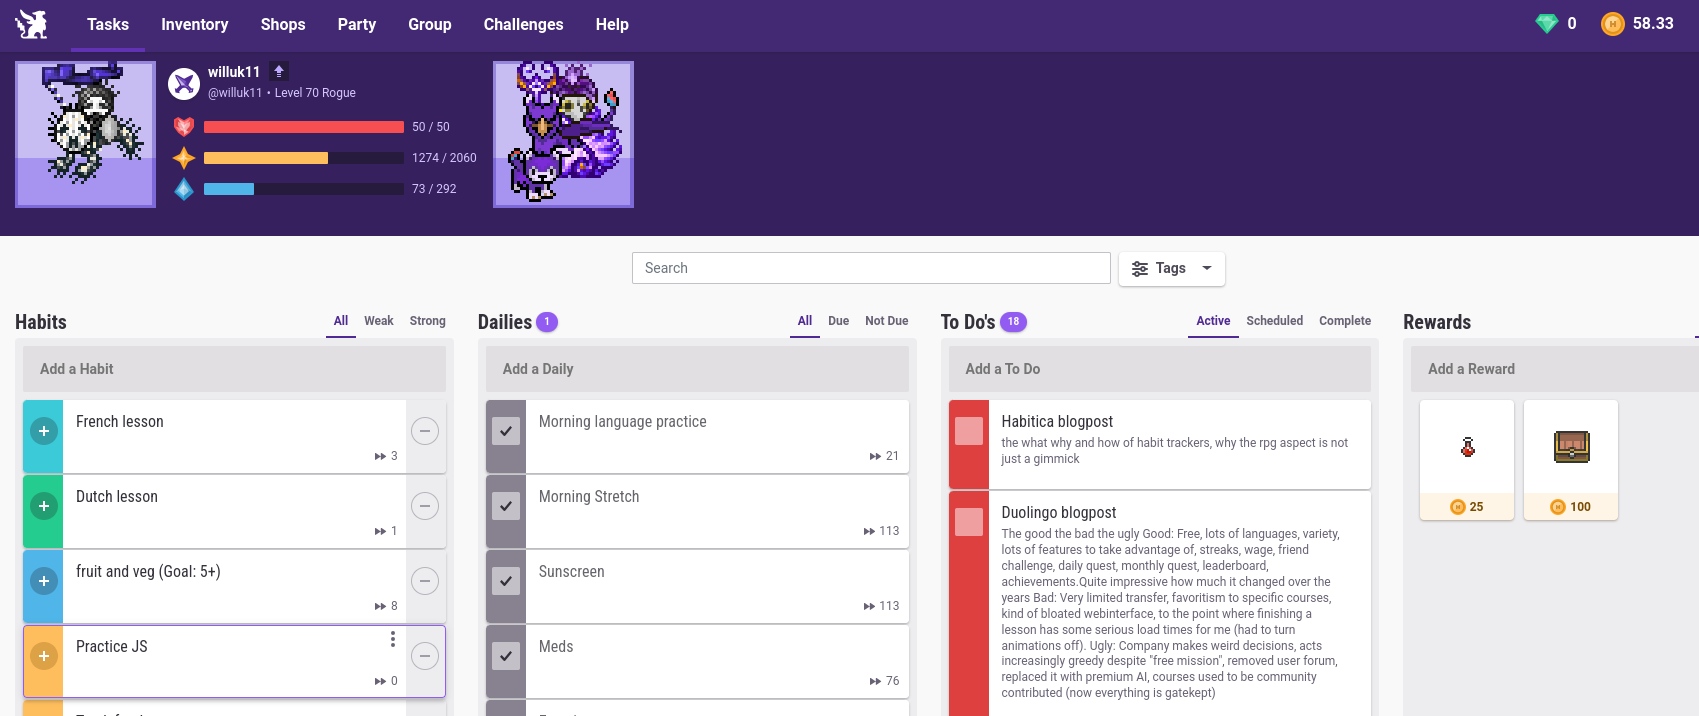 Tasks Inventory Shops Party Group Challenges Help 0 58.33
willuk11
@willuk11 • Level 70 Rogue
50 / 50
1274 / 2060
73 / 292
Search Tags
Habits All Weak Strong
Add a Habit
French lesson
3
Dutch lesson
1
fruit and veg (Goal: 5+)
8
Practice JS
0
Dailies 1 All Due Not Due
Add a Daily
Morning language practice
21
Morning Stretch
113
Sunscreen
113
Meds
76
To Do's 18 Active Scheduled Complete
Add a To Do
Habitica blogpost
the what why and how of habit trackers, why the rpg aspect is not
just a gimmick
Duolingo blogpost
The good the bad the ugly Good: Free, lots of languages, variety,
lots of features to take advantage of, streaks, wage, friend
challenge, daily quest, monthly quest, leaderboard,
achievements.Quite impressive how much it changed over the
years Bad: Very limited transfer, favoritism to specific courses,
kind of bloated webinterface, to the point where finishing a
lesson has some serious load times for me (had to turn
animations off). Ugly: Company makes weird decisions, acts
increasingly greedy despite "free mission", removed user forum,
replaced it with premium AI, courses used to be community
contributed (now everything is gatekept)
Rewards
Add a Reward
25 100